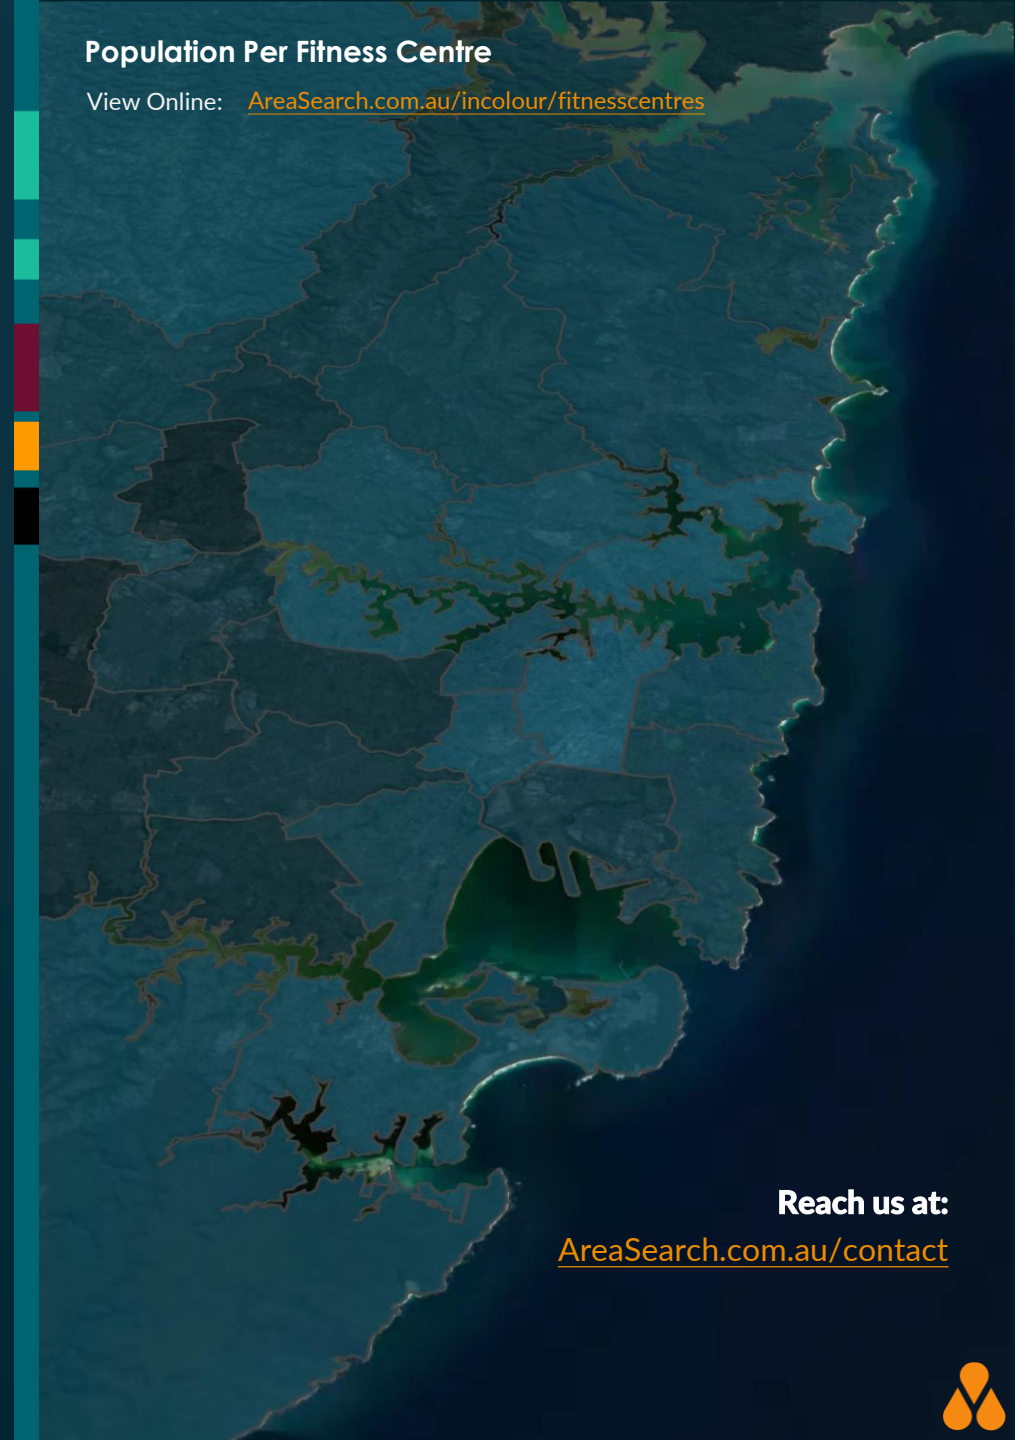 Population Per Fitness Centre
View Online: AreaSearch.com.au/incolour/fitnesscentres
Reach us at:
AreaSearch.com.au/contact